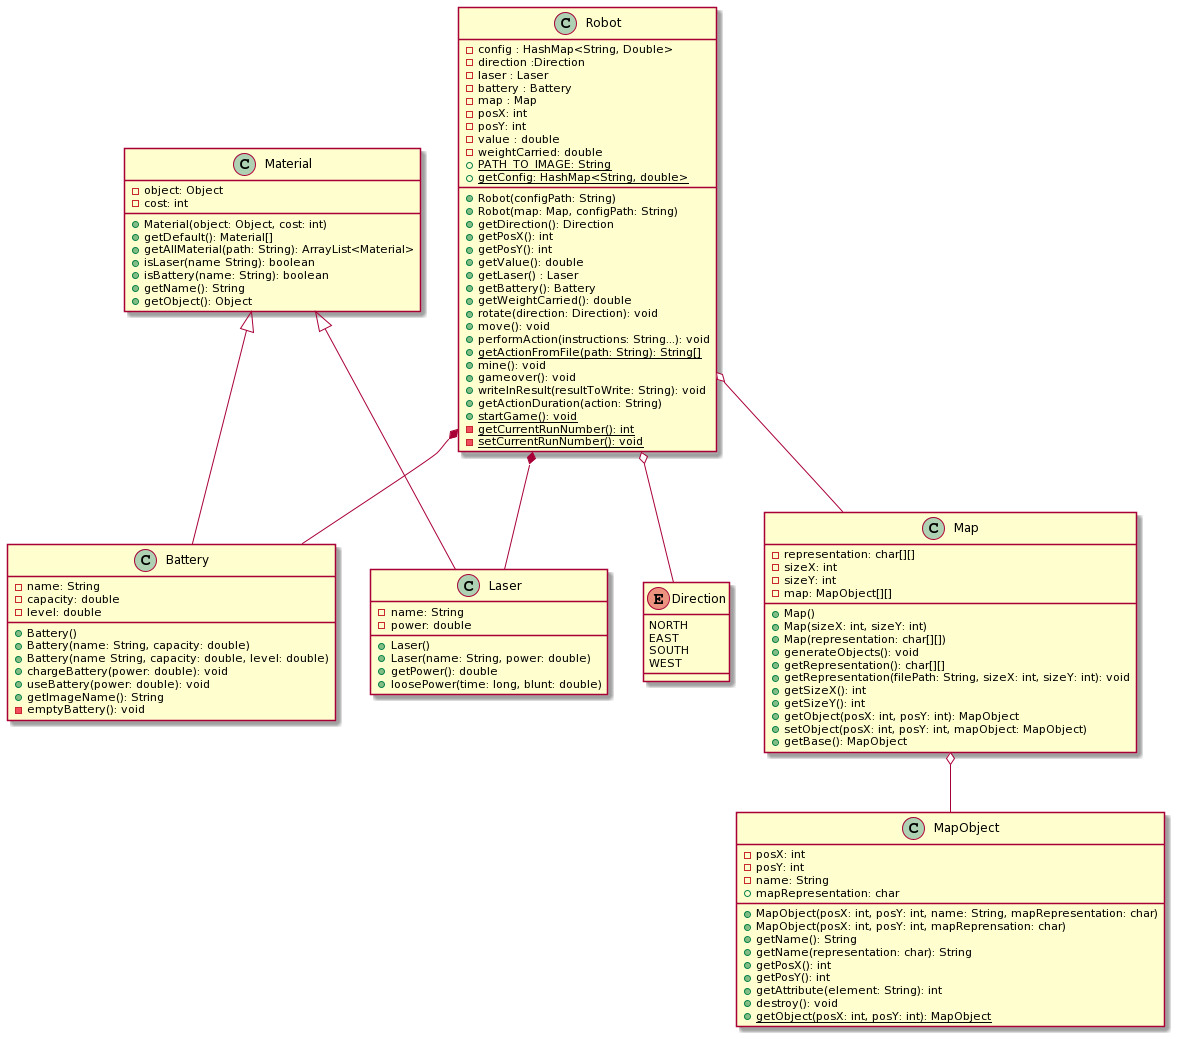 C Robot
config : HashMap<String, Double>
direction :Direction
laser : Laser
battery : Battery
map : Map
posX: int
posY: int
value : double
weightCarried: double
PATH_TO_IMAGE: String
getConfig: HashMap<String, double>
Robot(configPath: String)
Robot(map: Map, configPath: String)
getDirection(): Direction
getPosX(): int
getPosY(): int
getValue(): double
getLaser() : Laser
getBattery(): Battery
getWeightCarried(): double
rotate(direction: Direction): void
move(): void
performAction(instructions: String...): void
getActionFromFile(path: String): String[]
mine(): void
gameover(): void
writeInResult(resultToWrite: String): void
getActionDuration(action: String)
startGame(): void
getCurrentRunNumber(): int
setCurrentRunNumber(): void
C Material
object: Object
cost: int
Material(object: Object, cost: int)
getDefault(): Material[]
getAllMaterial(path: String): ArrayList<Material>
isLaser(name String): boolean
isBattery(name: String): boolean
getName(): String
getObject(): Object
C Battery
name: String
capacity: double
level: double
Battery()
Battery(name: String, capacity: double)
Battery(name String, capacity: double, level: double)
chargeBattery(power: double): void
useBattery(power: double): void
getImageName(): String
emptyBattery(): void
C Laser
name: String
power: double
Laser()
Laser(name: String, power: double)
getPower(): double
loosePower(time: long, blunt: double)
E Direction
NORTH
EAST
SOUTH
WEST
C Map
representation: char[][]
sizeX: int
sizeY: int
map: MapObject[][]
Map()
Map(sizeX: int, sizeY: int)
Map(representation: char[][])
generateObjects(): void
getRepresentation(): char[][]
getRepresentation(filePath: String, sizeX: int, sizeY: int): void
getSizeX(): int
getSizeY(): int
getObject(posX: int, posY: int): MapObject
setObject(posX: int, posY: int, mapObject: MapObject)
getBase(): MapObject
C MapObject
posX: int
posY: int
name: String
mapRepresentation: char
MapObject(posX: int, posY: int, name: String, mapRepresentation: char)
MapObject(posX: int, posY: int, mapReprensation: char)
getName(): String
getName(representation: char): String
getPosX(): int
getPosY(): int
getAttribute(element: String): int
destroy(): void
getObject(posX: int, posY: int): MapObject